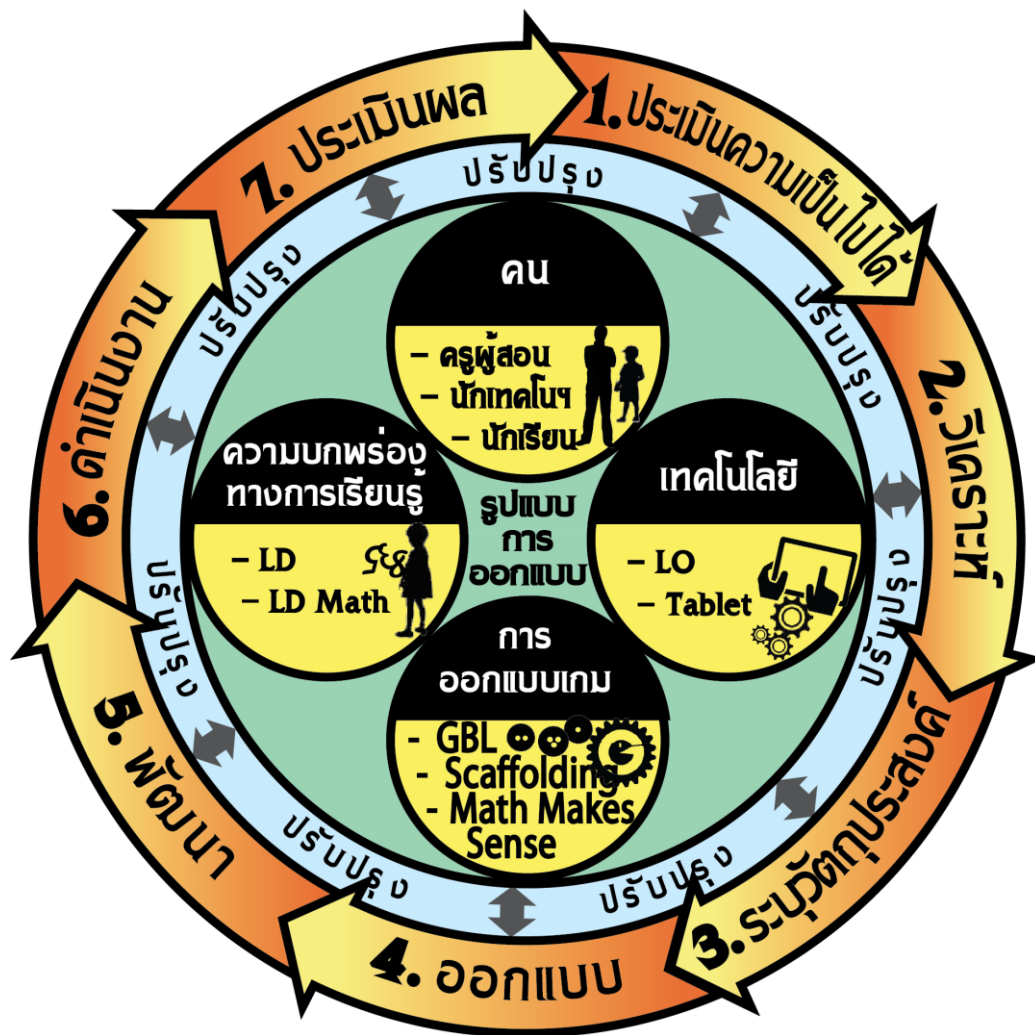 1. ประเมินความเป็นไปได้
2. วิเคราะห์
3. ระบุวัตถุประสงค์
4. ออกแบบ
5. พัฒนา
6. ดำเนินงาน
7. ประเมินผล
ปรับปรุง
ปรับปรุง
ปรับปรุง
ปรับปรุง
ปรับปรุง
ปรับปรุง
ปรับปรุง
คน
- ครูผู้สอน
- นักเทคโนฯ
- นักเรียน
ความบกพร่อง
ทางการเรียนรู้
- LD
- LD Math
รูปแบบ
การ
ออกแบบ
เทคโนโลยี
- LO
- Tablet
การ
ออกแบบเกม
- GBL
- Scaffolding
- Math Makes
Sense